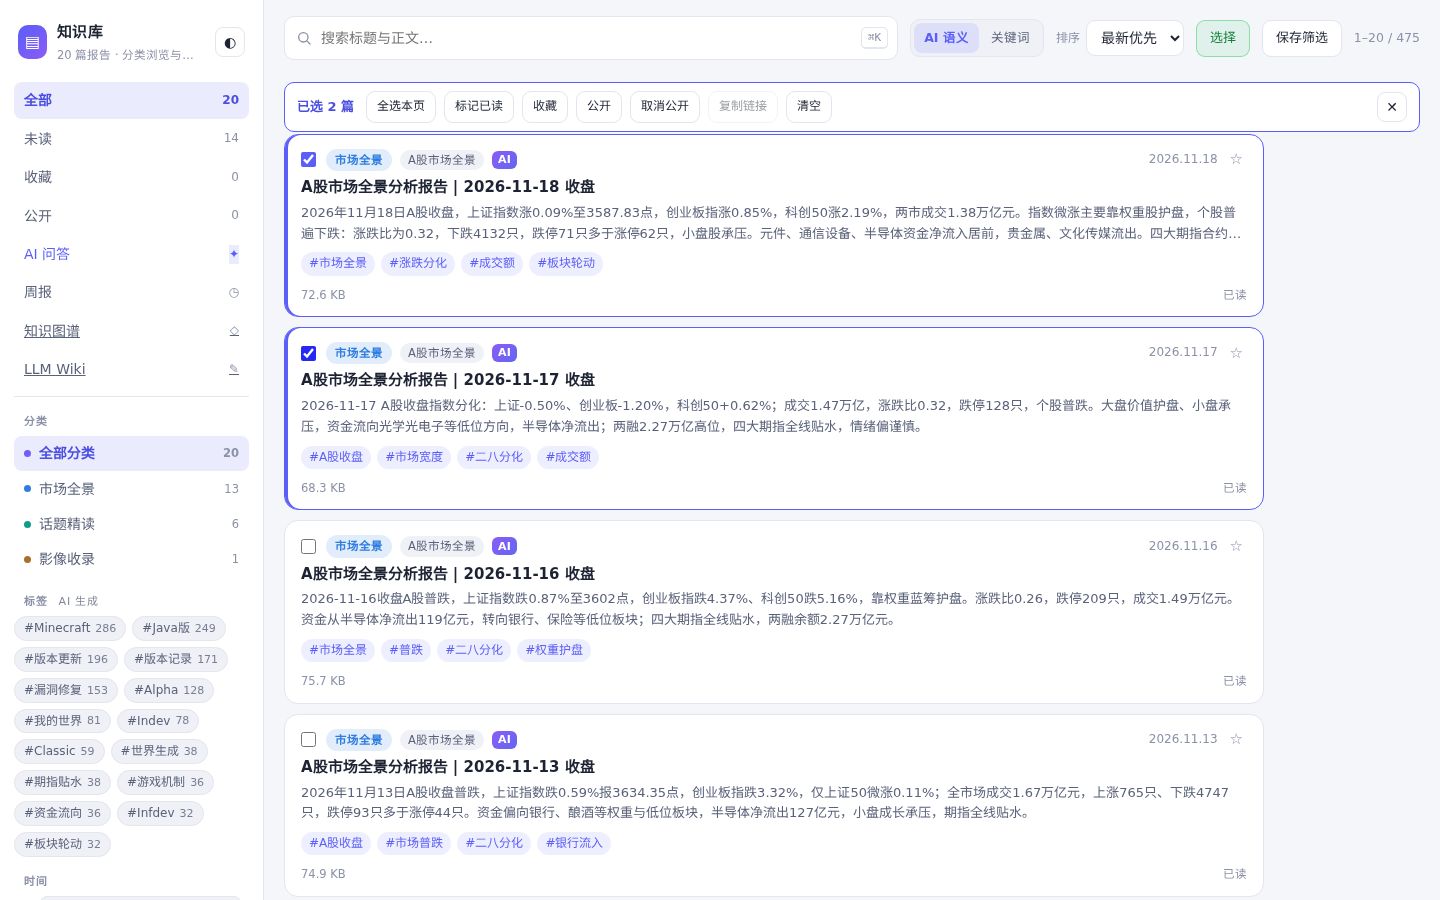 知识库
20 篇报告 · 分类浏览与…
全部 20
未读 14
收藏 0
公开 0
AI 问答
周报
知识图谱
LLM Wiki
分类
全部分类 20
市场全景 13
话题精读 6
影像收录 1
标签 AI 生成
#Minecraft 286 #Java版 249
#版本更新 196 #版本记录 171
#漏洞修复 153 #Alpha 128
#我的世界 81 #Indev 78
#Classic 59 #世界生成 38
#期指贴水 38 #游戏机制 36
#资金流向 36 #Infdev 32
#板块轮动 32
时间
搜索标题与正文… ⌘K AI 语义 关键词 排序 最新优先 选择 保存筛选 1–20 / 475
已选 2 篇 全选本页 标记已读 收藏 公开 取消公开 复制链接 清空 ✕
市场全景 A股市场全景 AI 2026.11.18 ☆
A股市场全景分析报告 | 2026-11-18 收盘
2026年11月18日A股收盘，上证指数涨0.09%至3587.83点，创业板指涨0.85%，科创50涨2.19%，两市成交1.38万亿元。指数微涨主要靠权重股护盘，个股普
遍下跌：涨跌比为0.32，下跌4132只，跌停71只多于涨停62只，小盘股承压。元件、通信设备、半导体资金净流入居前，贵金属、文化传媒流出。四大期指合约…
#市场全景 #涨跌分化 #成交额 #板块轮动
72.6 KB 已读
市场全景 A股市场全景 AI 2026.11.17 ☆
A股市场全景分析报告 | 2026-11-17 收盘
2026-11-17 A股收盘指数分化：上证-0.50%、创业板-1.20%，科创50+0.62%；成交1.47万亿，涨跌比0.32，跌停128只，个股普跌。大盘价值护盘、小盘承
压，资金流向光学光电子等低位方向，半导体净流出；两融2.27万亿高位，四大期指全线贴水，情绪偏谨慎。
#A股收盘 #市场宽度 #二八分化 #成交额
68.3 KB 已读
市场全景 A股市场全景 AI 2026.11.16 ☆
A股市场全景分析报告 | 2026-11-16 收盘
2026-11-16收盘A股普跌，上证指数跌0.87%至3602点，创业板指跌4.37%、科创50跌5.16%，靠权重蓝筹护盘。涨跌比0.26，跌停209只，成交1.49万亿元。
资金从半导体净流出119亿元，转向银行、保险等低位板块；四大期指全线贴水，两融余额2.27万亿元。
#市场全景 #普跌 #二八分化 #权重护盘
75.7 KB 已读
市场全景 A股市场全景 AI 2026.11.13 ☆
A股市场全景分析报告 | 2026-11-13 收盘
2026年11月13日A股收盘普跌，上证指数跌0.59%报3634.35点，创业板指跌3.32%，仅上证50微涨0.11%；全市场成交1.67万亿元，上涨765只、下跌4747
只，跌停93只多于涨停44只。资金偏向银行、酿酒等权重与低位板块，半导体净流出127亿元，小盘成长承压，期指全线贴水。
#A股收盘 #市场普跌 #二八分化 #银行流入
74.9 KB 已读